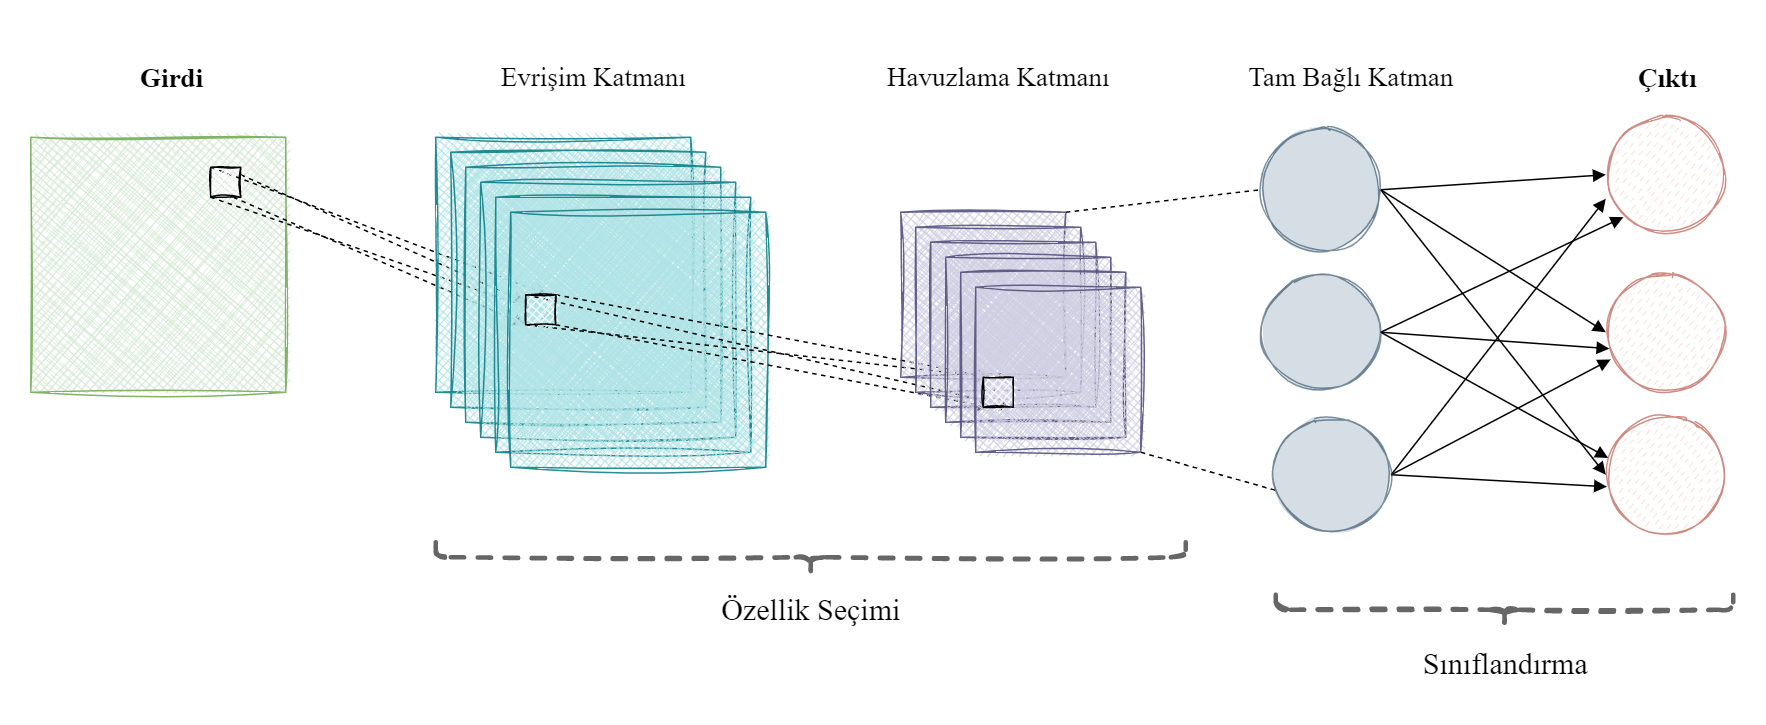 Girdi
Evrişim Katmanı
Havuzlama Katmanı
Tam Bağlı Katman
Çıktı
Özellik Seçimi
Sınıflandırma